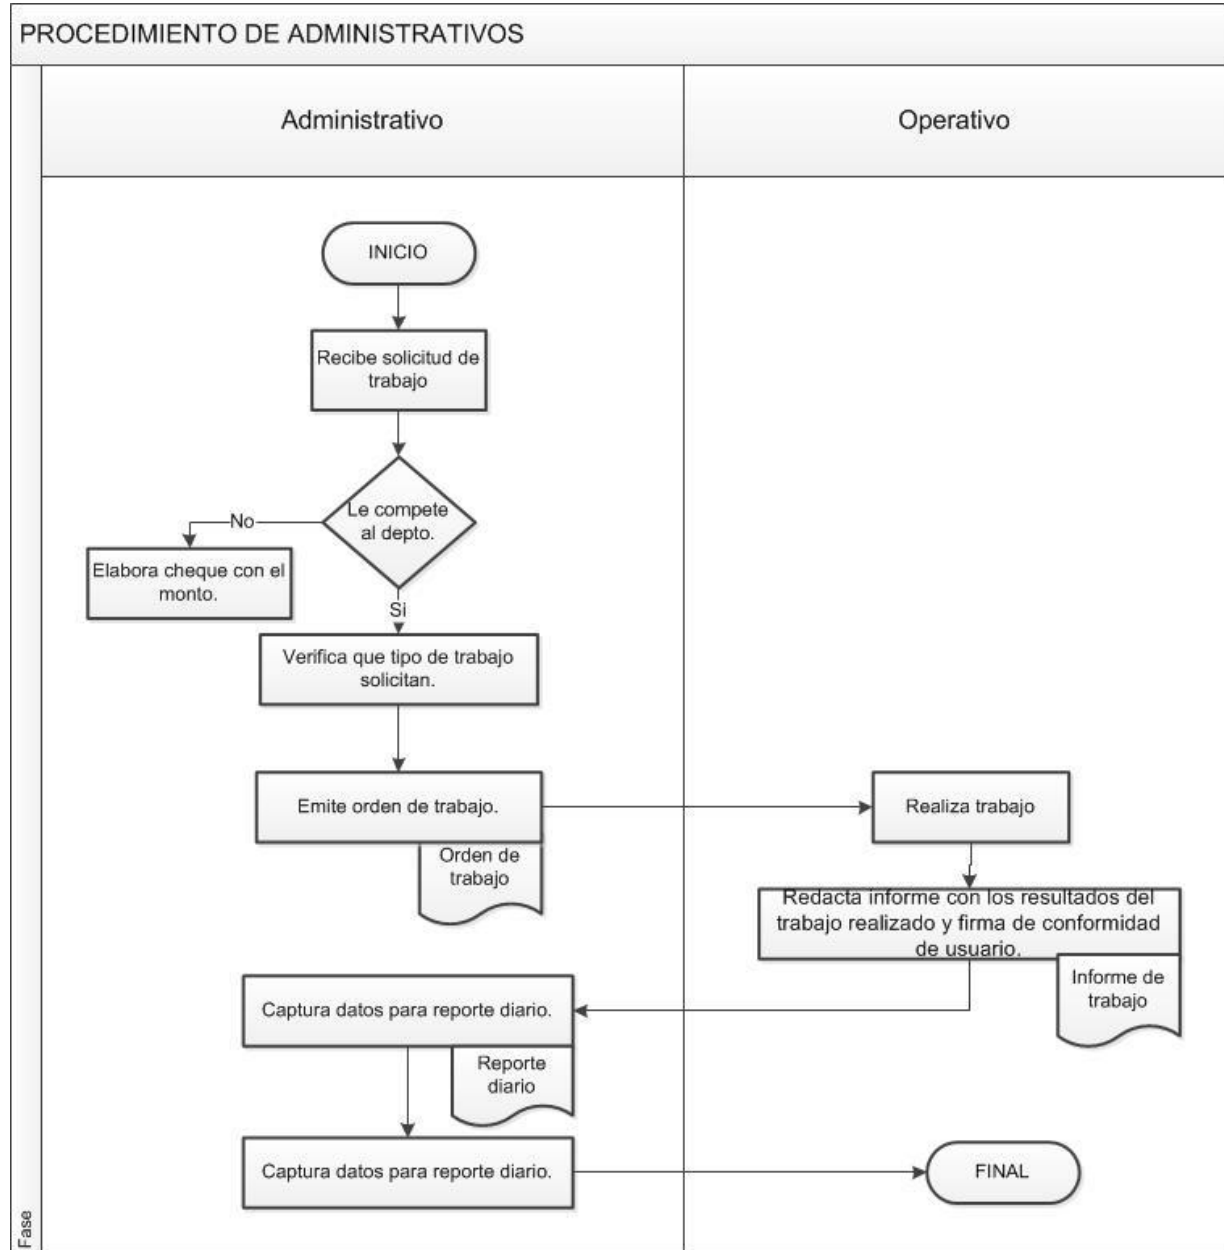 PROCEDIMIENTO DE ADMINISTRATIVOS
Administrativo
Operativo
INICIO
Recibe solicitud de
trabajo
Le compete
al depto.
No
Elabora cheque con el
monto.
Si
Verifica que tipo de trabajo
solicitan.
Emite orden de trabajo.
Orden de
trabajo
Realiza trabajo
Redacta informe con los resultados del
trabajo realizado y firma de conformidad
de usuario.
Informe de
trabajo
Captura datos para reporte diario.
Reporte
diario
Captura datos para reporte diario.
FINAL
Fase